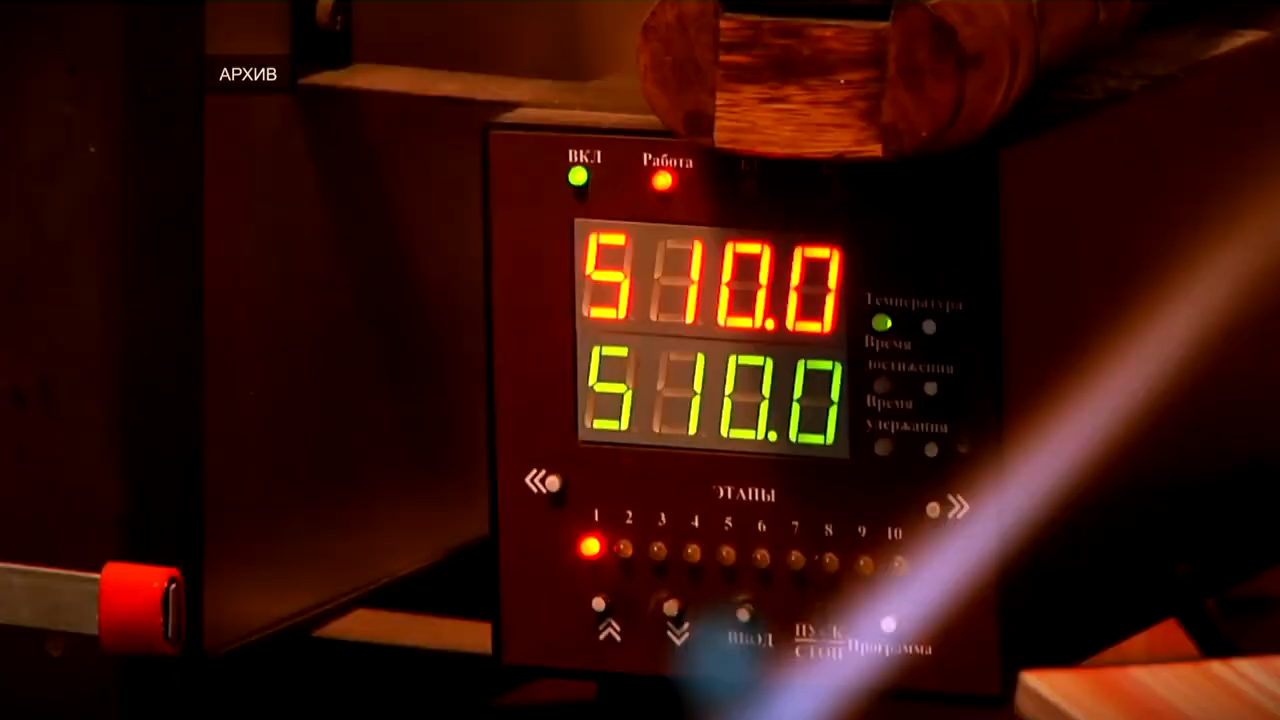 АРХИВ
ВКЛ Работа
510.0
Температура
510.0
Время
достижения
Время
удержания
ЭТАПЫ
1 2 3 4 5 6 7 8 9 10
ВВОД ПУСК Программа
СТОП